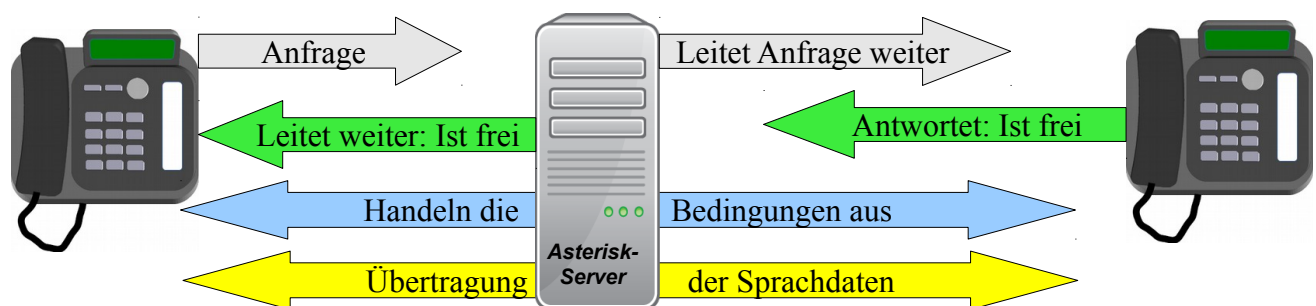 Anfrage
Leitet Anfrage weiter
Leitet weiter: Ist frei
Antwortet: Ist frei
Handeln die Bedingungen aus
Asterisk-
Server
Übertragung der Sprachdaten